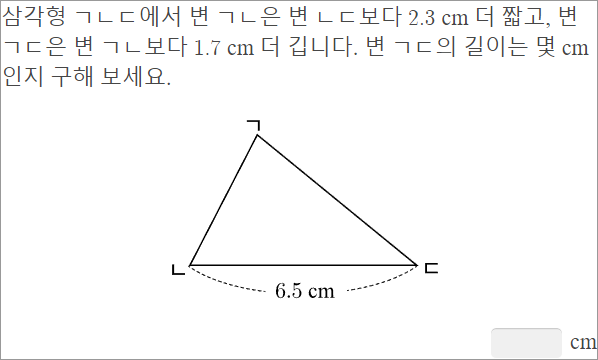 삼각형 ㄱㄴㄷ에서 변 ㄱㄴ은 변 ㄴㄷ보다 2.3 cm 더 짧고, 변
ㄱㄷ은 변 ㄱㄴ보다 1.7 cm 더 깁니다. 변 ㄱㄷ의 길이는 몇 cm
인지 구해 보세요.
ㄱ
ㄴ
ㄷ
6.5 cm
cm